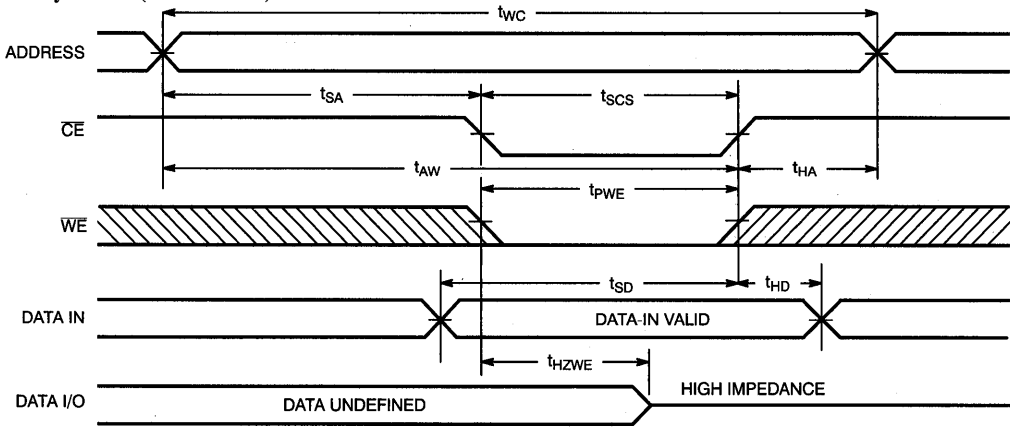 tWC
ADDRESS
tSA
tSCS
CE
tAW
tHA
tPWE
WE
tSD
tHD
DATA IN
DATA-IN VALID
tHZWE
DATA I/O
DATA UNDEFINED
HIGH IMPEDANCE